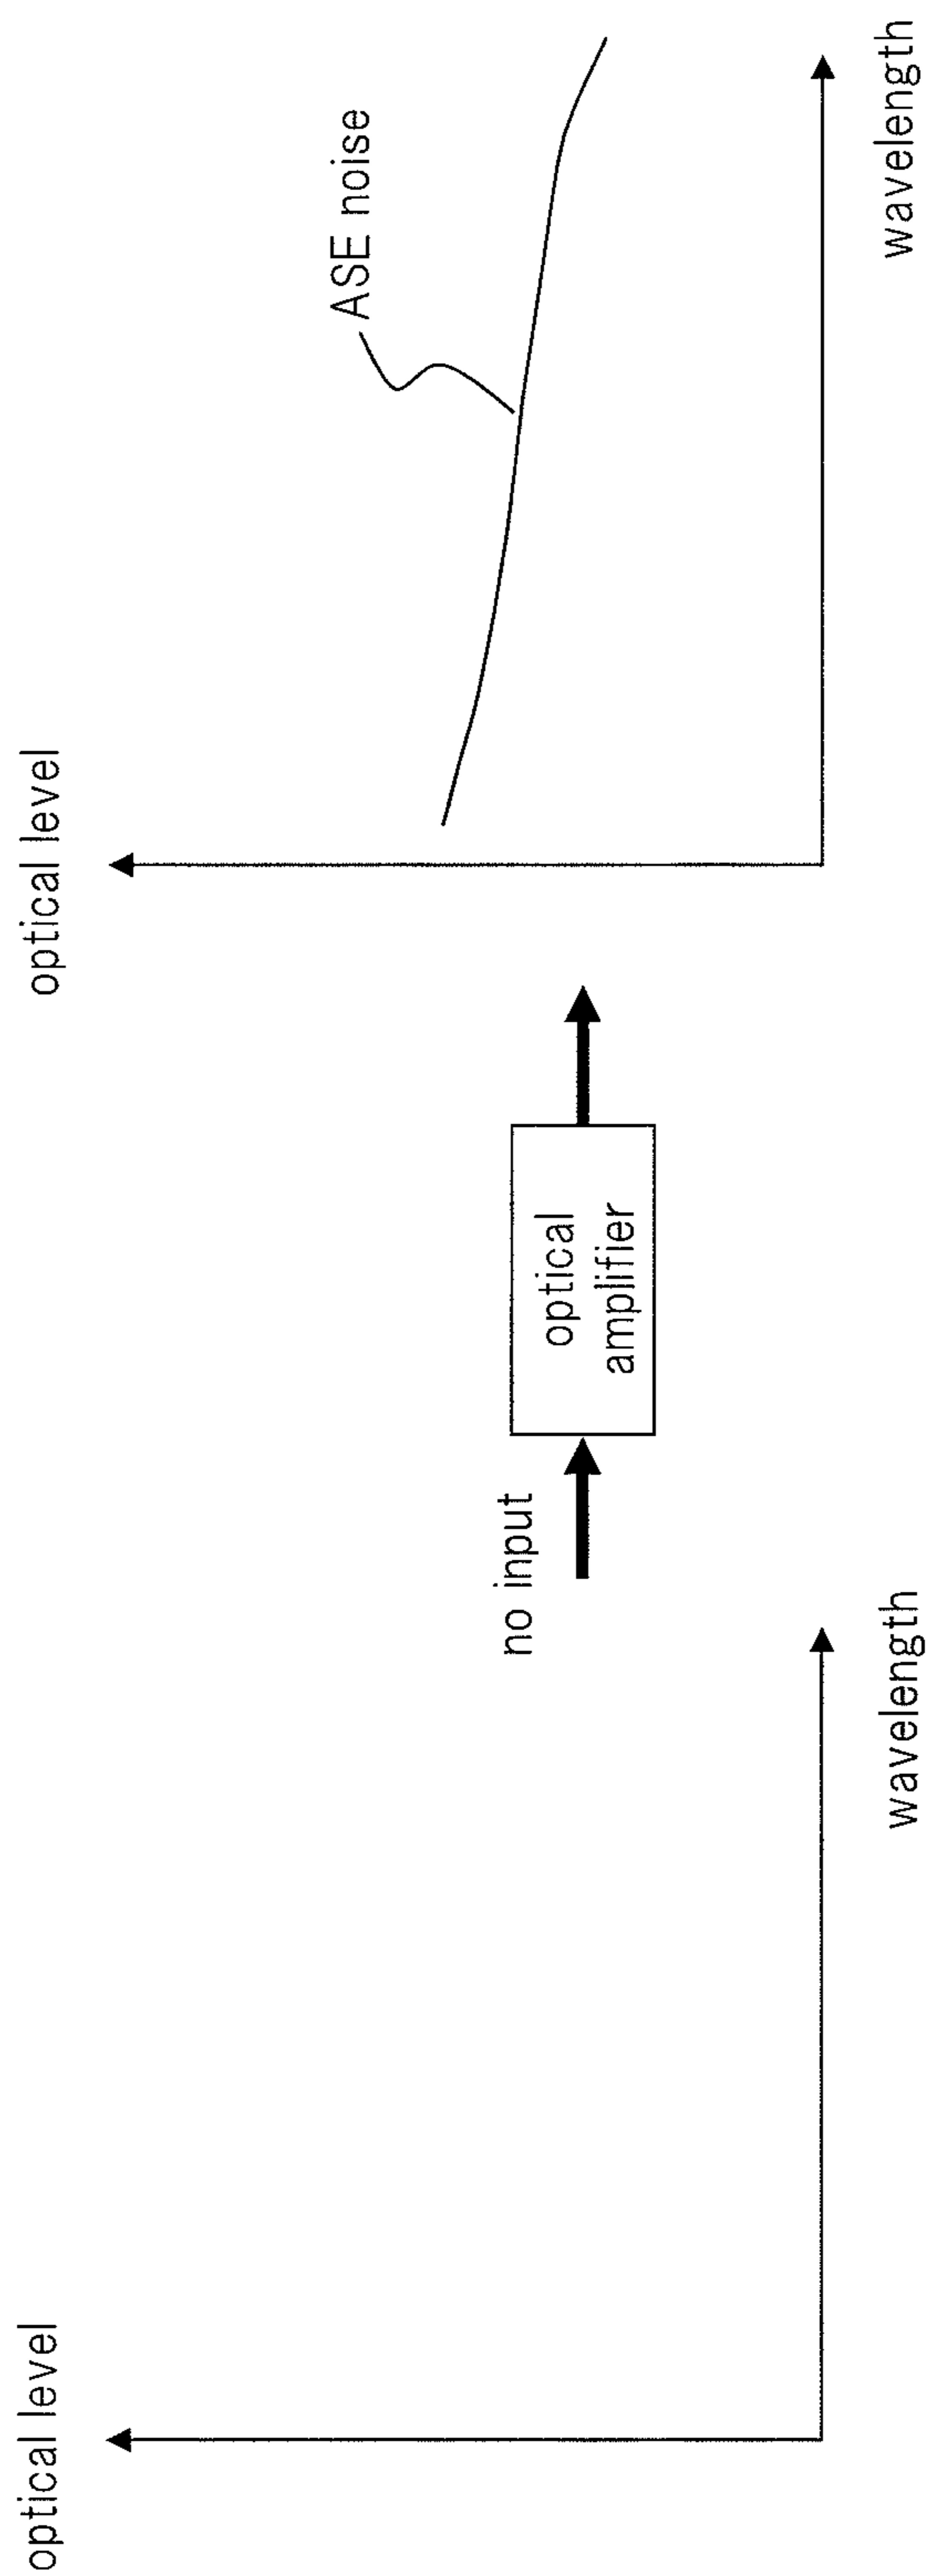 optical level
wavelength
no input
optical
amplifier
optical level
ASE noise
wavelength